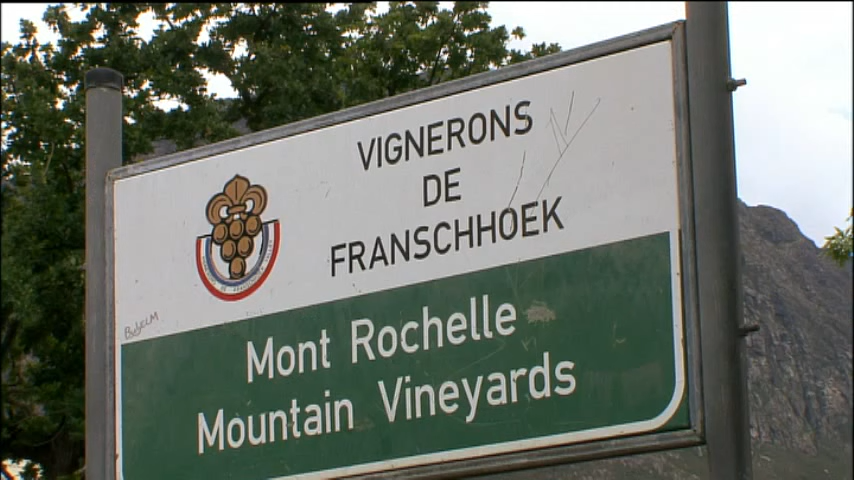 VIGNERONS
DE
FRANSCHHOEK
Mont Rochelle
Mountain Vineyards